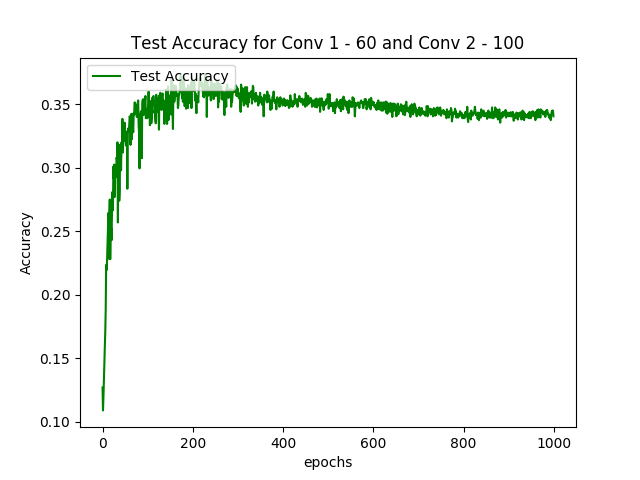 Test Accuracy for Conv 1 - 60 and Conv 2 - 100
Test Accuracy
0.35
0.30
0.25
0.20
0.15
0.10
Accuracy
0 200 400 600 800 1000
epochs